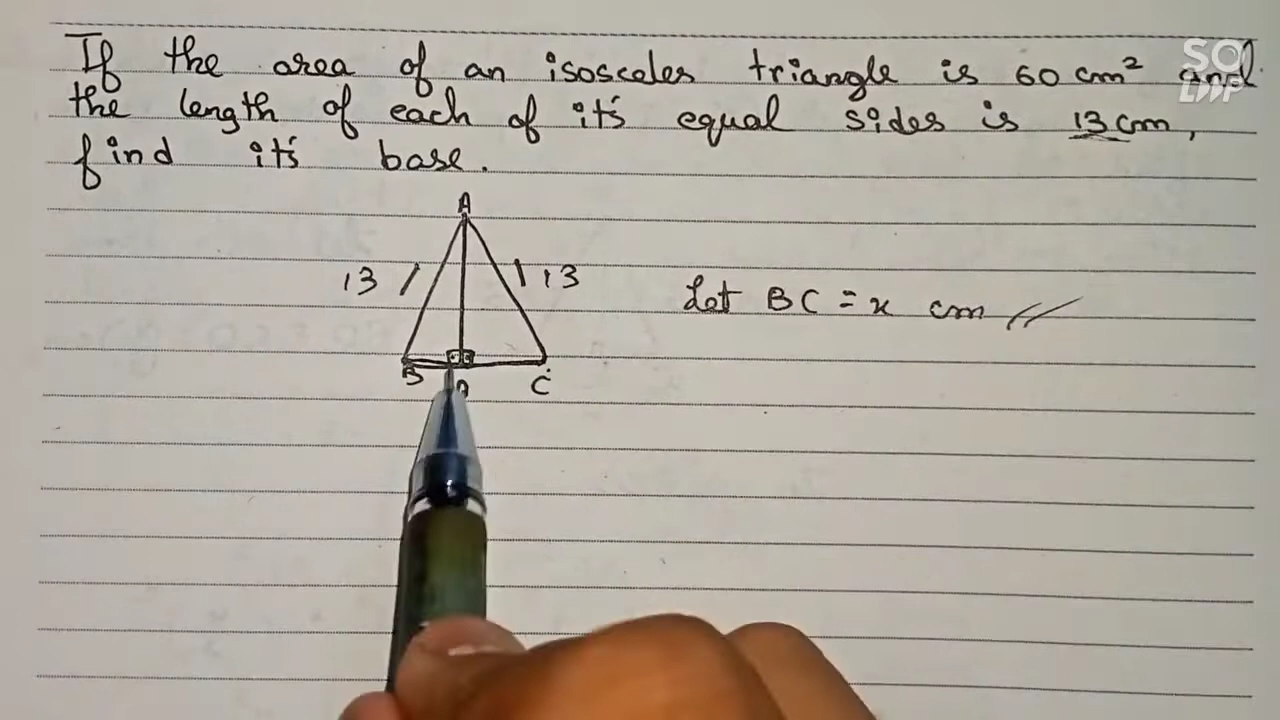 If the area of an isosceles triangle is 60 cm² and
the length of each of it's equal sides is 13 cm,
find it's base.
A
13
13
Let BC = x cm //
B
D
C